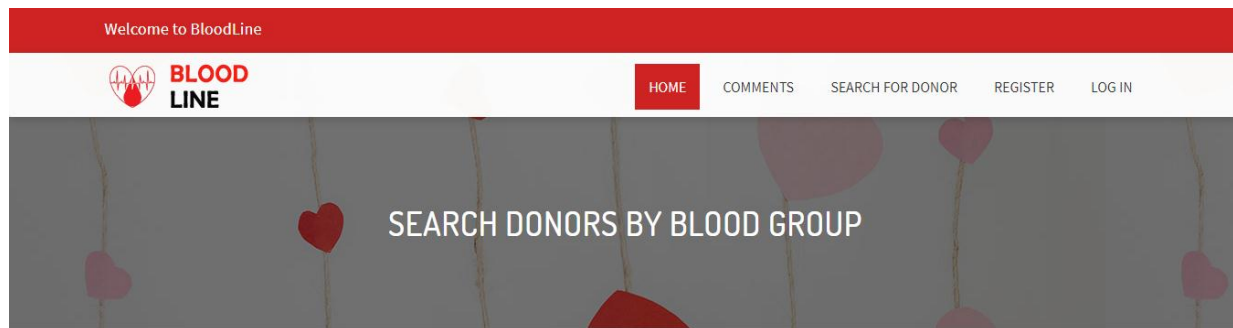 Welcome to BloodLine
BLOOD
LINE
HOME COMMENTS SEARCH FOR DONOR REGISTER LOG IN
SEARCH DONORS BY BLOOD GROUP